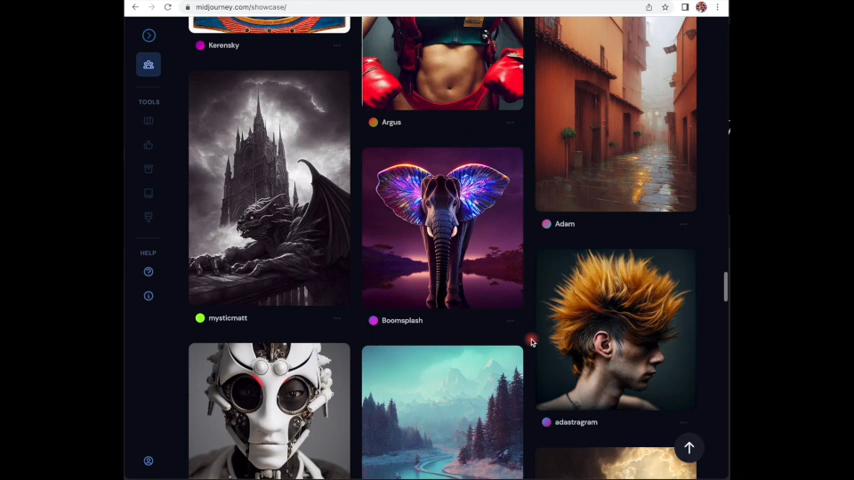 midjourney.com/showcase/
TOOLS
HELP
Kerensky
mysticmatt
Argus
Boomsplash
Adam
adastragram